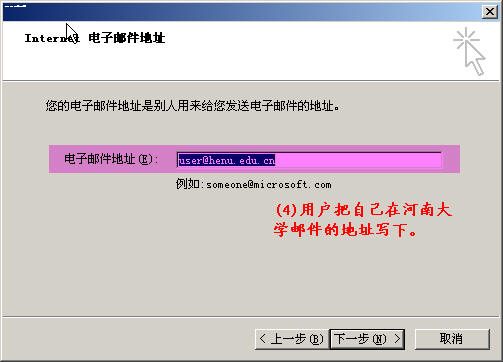 Internet 电子邮件地址
您的电子邮件地址是别人用来给您发送电子邮件的地址。
电子邮件地址(E): user@henu.edu.cn
例如:someone@microsoft.com
(4)用户把自己在河南大
学邮件的地址写下。
< 上一步(B) 下一步(N) > 取消